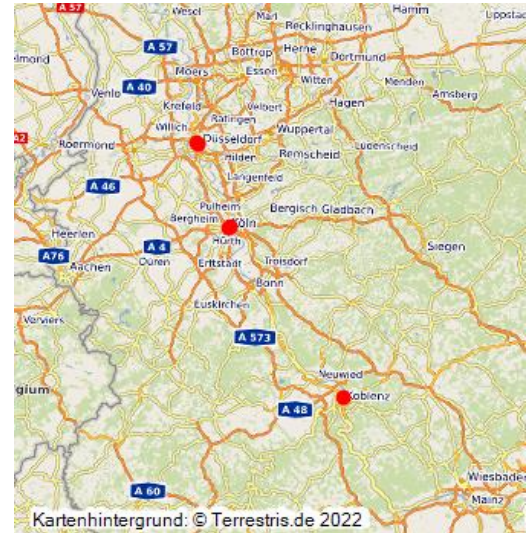 A 57
Wesel
Marl
Recklinghausen
Hamm
Lippstad
A 57
Bottrop
Herne
Dortmund
elmond
Moers
Essen
Witten
Menden
Venlo
A 40
Krefeld
Velbert
Hagen
Arnsberg
Willich
Ratingen
A2
Roermond
Düsseldorf
Wuppertal
Lüdenscheid
Hilden
Remscheid
A 46
Langenfeld
Pulheim
Bergheim
Köln
Bergisch Gladbach
Heerlen
A 4
Hürth
Siegen
A76
Aachen
Düren
Erftstadt
Troisdorf
Bonn
Euskirchen
Verviers
A 573
Neuwied
gium
Koblenz
A 48
Wiesbaden
A 60
Mainz
Kartenhintergrund: © Terrestris.de 2022